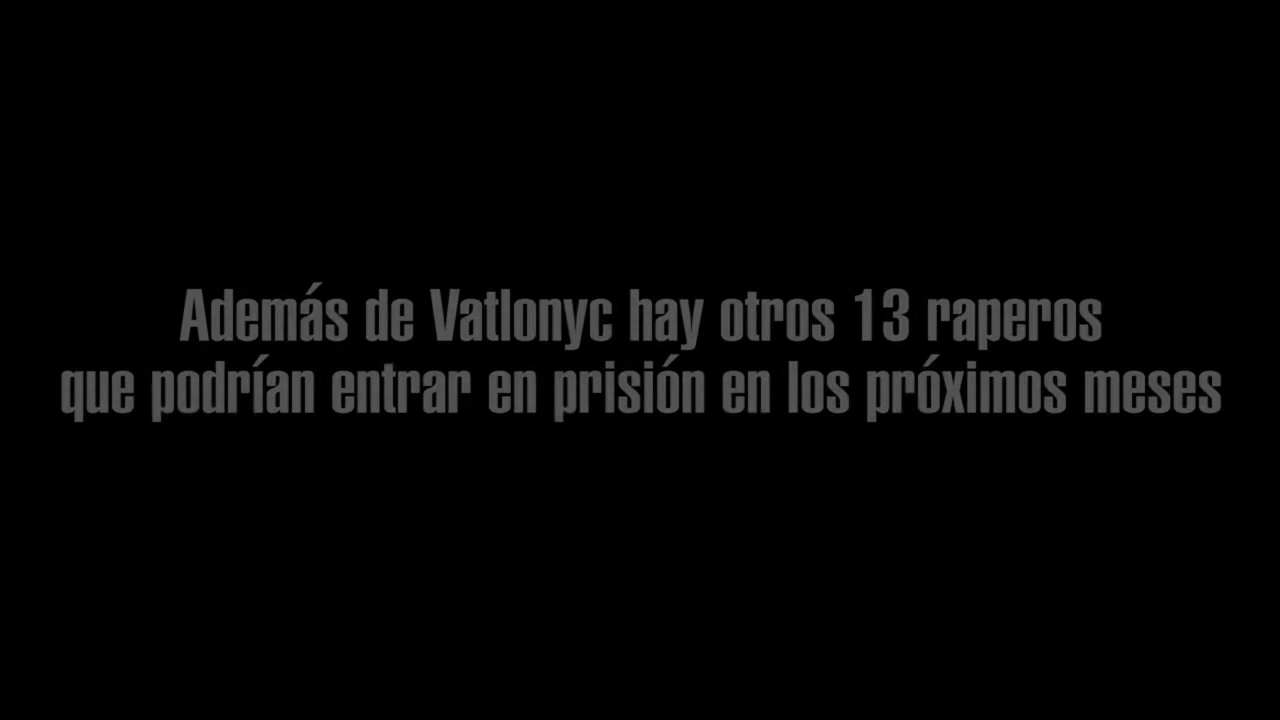 Además de Vatlonyc hay otros 13 raperos
que podrían entrar en prisión en los próximos meses